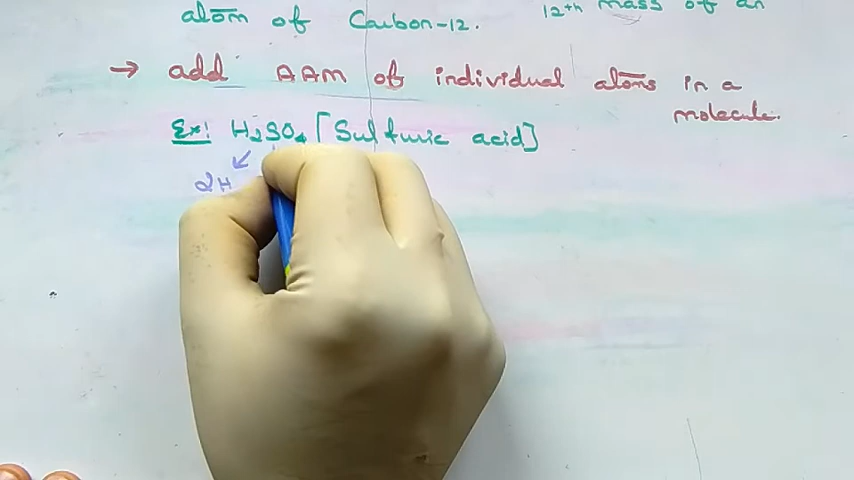 12th mass of an
atom of Carbon-12.
→ add AAM of individual atoms in a
molecule.
Ex: H₂SO₄ [Sulfuric acid]
2H